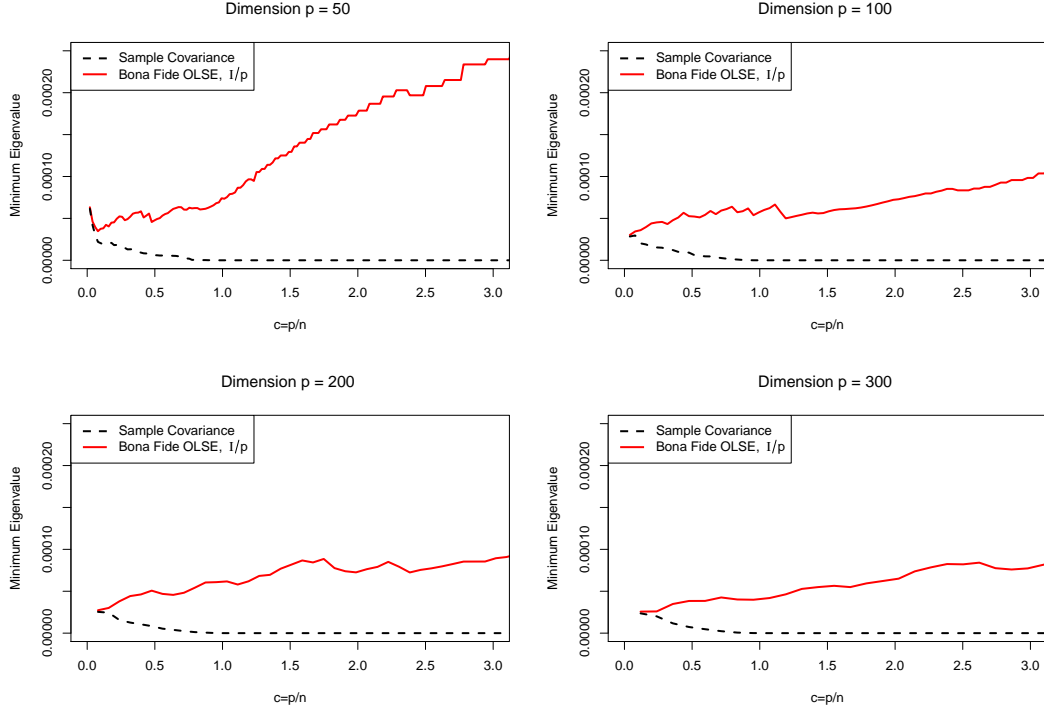 Dimension p = 50
Sample Covariance
Bona Fide OLSE, I/p
Minimum Eigenvalue
0.00000 0.00010 0.00020
0.0 0.5 1.0 1.5 2.0 2.5 3.0
c=p/n
Dimension p = 100
Sample Covariance
Bona Fide OLSE, I/p
Minimum Eigenvalue
0.00000 0.00010 0.00020
0.0 0.5 1.0 1.5 2.0 2.5 3.0
c=p/n
Dimension p = 200
Sample Covariance
Bona Fide OLSE, I/p
Minimum Eigenvalue
0.00000 0.00010 0.00020
0.0 0.5 1.0 1.5 2.0 2.5 3.0
c=p/n
Dimension p = 300
Sample Covariance
Bona Fide OLSE, I/p
Minimum Eigenvalue
0.00000 0.00010 0.00020
0.0 0.5 1.0 1.5 2.0 2.5 3.0
c=p/n